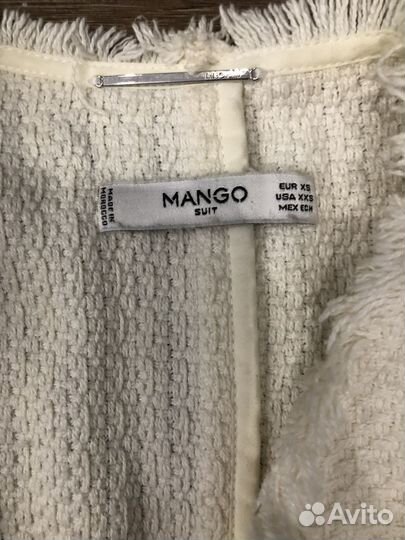 MADE IN
MOROCCO
MANGO
SUIT
EUR XS
USA XXS
MEX ECH
Avito